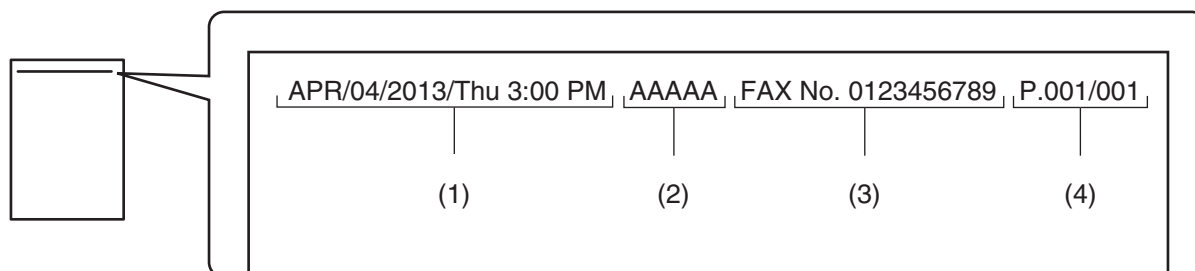 APR/04/2013/Thu 3:00 PM AAAAA FAX No. 0123456789 P.001/001
(1) (2) (3) (4)